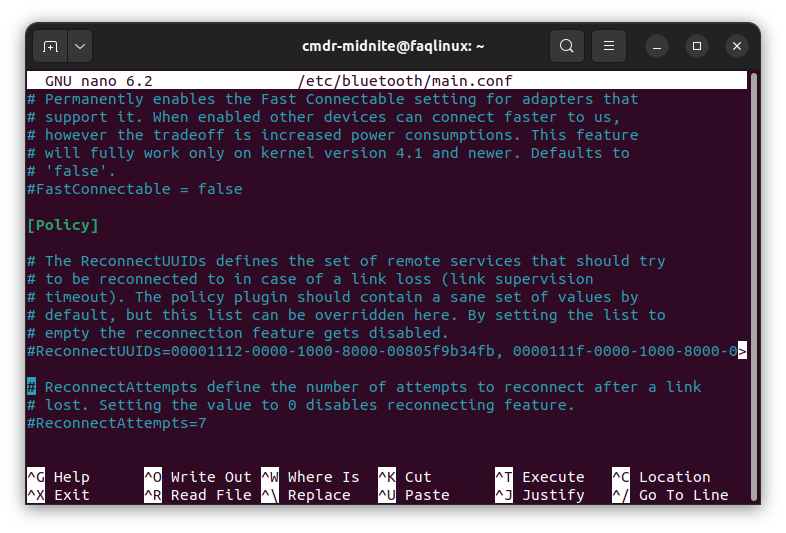 cmdr-midnite@faqlinux: ~
GNU nano 6.2 /etc/bluetooth/main.conf
# Permanently enables the Fast Connectable setting for adapters that
# support it. When enabled other devices can connect faster to us,
# however the tradeoff is increased power consumptions. This feature
# will fully work only on kernel version 4.1 and newer. Defaults to
# 'false'.
#FastConnectable = false
[Policy]
# The ReconnectUUIDs defines the set of remote services that should try
# to be reconnected to in case of a link loss (link supervision
# timeout). The policy plugin should contain a sane set of values by
# default, but this list can be overridden here. By setting the list to
# empty the reconnection feature gets disabled.
#ReconnectUUIDs=00001112-0000-1000-8000-00805f9b34fb, 0000111f-0000-1000-8000-0>
# ReconnectAttempts define the number of attempts to reconnect after a link
# lost. Setting the value to 0 disables reconnecting feature.
#ReconnectAttempts=7
^G Help ^O Write Out ^W Where Is ^K Cut ^T Execute ^C Location
^X Exit ^R Read File ^\ Replace ^U Paste ^J Justify ^/ Go To Line